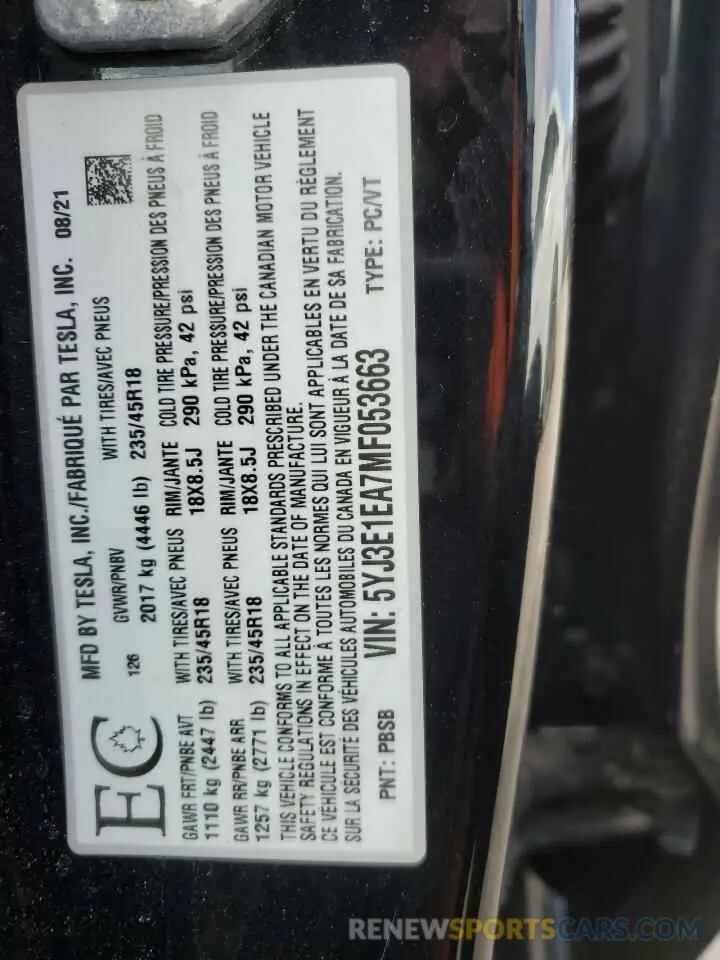 MFD BY TESLA, INC./FABRIQUÉ PAR TESLA, INC. 08/21
126 GVWR/PNBV WITH TIRES/AVEC PNEUS
2017 kg (4446 lb) 235/45R18
EC
GAWR FRT/PNBE AVT WITH TIRES/AVEC PNEUS RIM/JANTE COLD TIRE PRESSURE/PRESSION DES PNEUS À FROID
1110 kg (2447 lb) 235/45R18 18X8.5J 290 kPa, 42 psi
GAWR RR/PNBE ARR WITH TIRES/AVEC PNEUS RIM/JANTE COLD TIRE PRESSURE/PRESSION DES PNEUS À FROID
1257 kg (2771 lb) 235/45R18 18X8.5J 290 kPa, 42 psi
THIS VEHICLE CONFORMS TO ALL APPLICABLE STANDARDS PRESCRIBED UNDER THE CANADIAN MOTOR VEHICLE
SAFETY REGULATIONS IN EFFECT ON THE DATE OF MANUFACTURE.
CE VÉHICULE EST CONFORME À TOUTES LES NORMES QUI LUI SONT APPLICABLES EN VERTU DU RÈGLEMENT
SUR LA SÉCURITÉ DES VÉHICULES AUTOMOBILES DU CANADA EN VIGUEUR À LA DATE DE SA FABRICATION.
PNT: PBSB VIN: 5YJ3E1EA7MF053663 TYPE: PC/VT
RENEWSPORTSCARS.COM